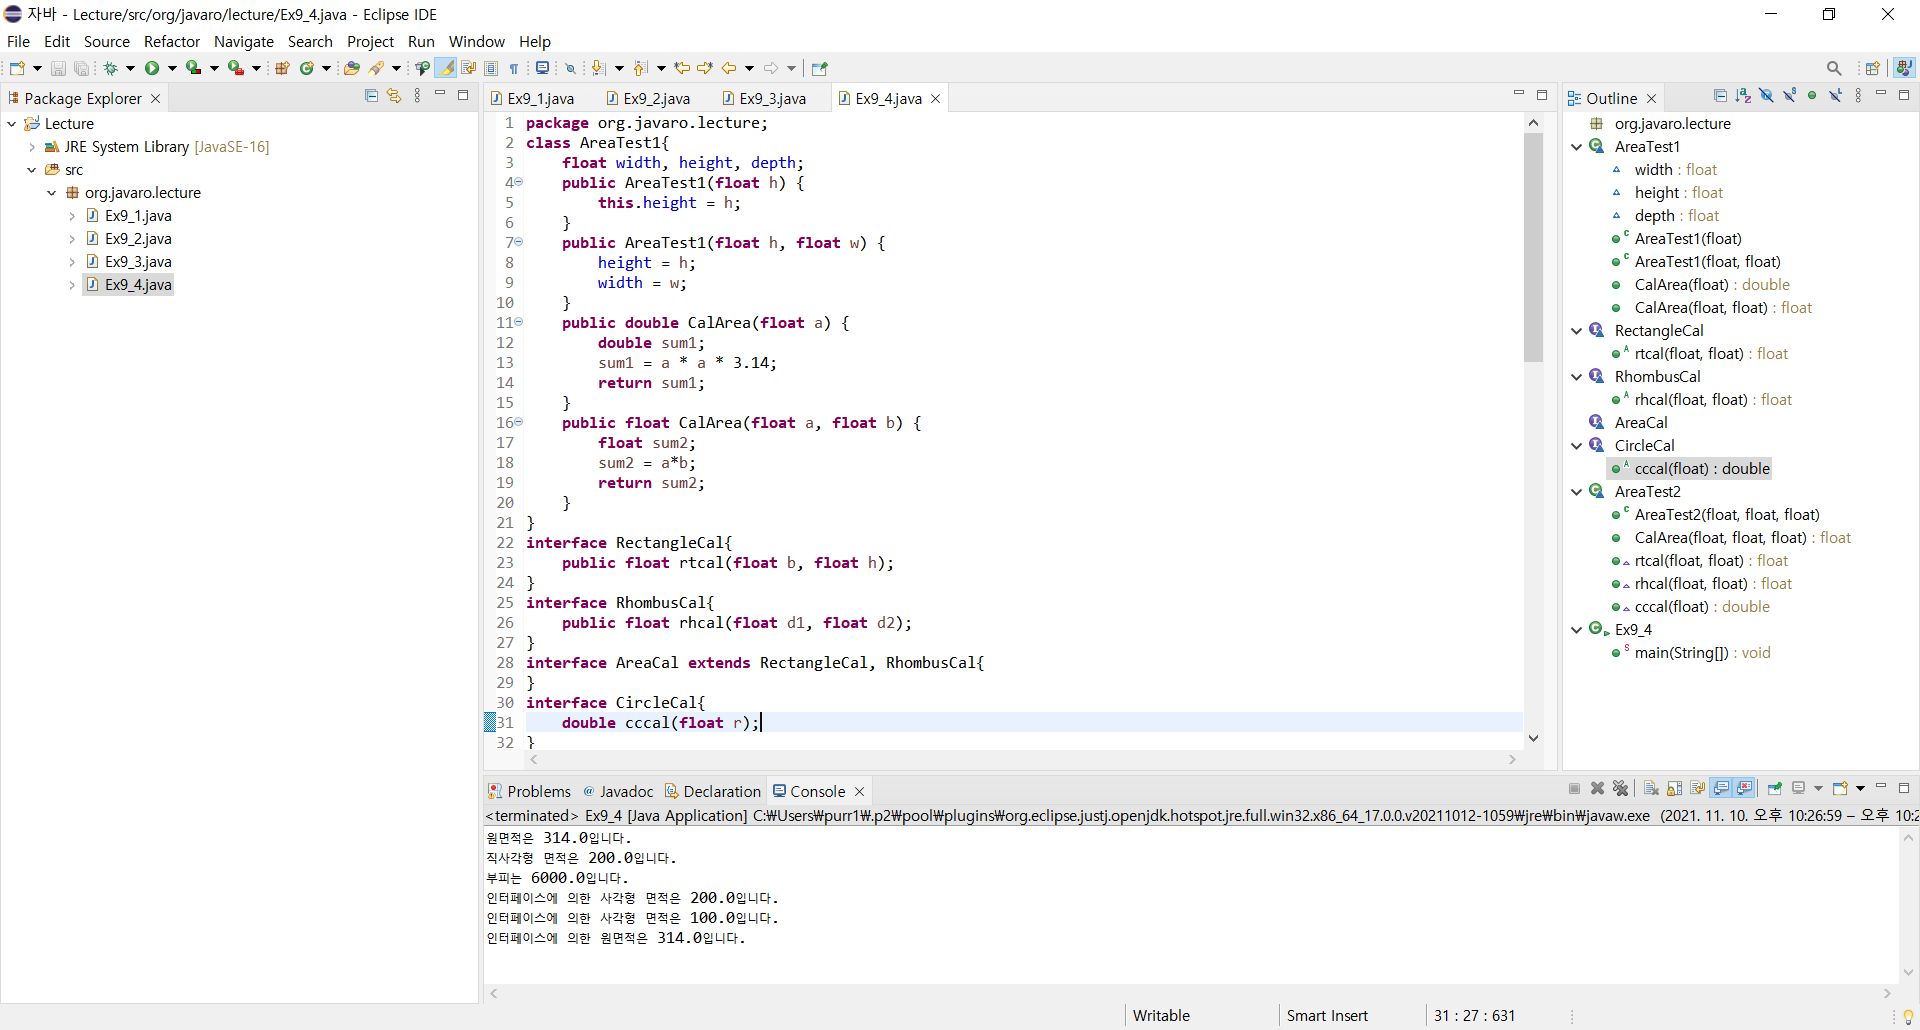 자바 - Lecture/src/org/javaro/lecture/Ex9_4.java - Eclipse IDE
File Edit Source Refactor Navigate Search Project Run Window Help
Package Explorer
Lecture
JRE System Library [JavaSE-16]
src
org.javaro.lecture
Ex9_1.java
Ex9_2.java
Ex9_3.java
Ex9_4.java
Ex9_1.java Ex9_2.java Ex9_3.java Ex9_4.java
1 package org.javaro.lecture;
2 class AreaTest1{
3 float width, height, depth;
4 public AreaTest1(float h) {
5 this.height = h;
6 }
7 public AreaTest1(float h, float w) {
8 height = h;
9 width = w;
10 }
11 public double CalArea(float a) {
12 double sum1;
13 sum1 = a * a * 3.14;
14 return sum1;
15 }
16 public float CalArea(float a, float b) {
17 float sum2;
18 sum2 = a*b;
19 return sum2;
20 }
21 }
22 interface RectangleCal{
23 public float rtcal(float b, float h);
24 }
25 interface RhombusCal{
26 public float rhcal(float d1, float d2);
27 }
28 interface AreaCal extends RectangleCal, RhombusCal{
29 }
30 interface CircleCal{
31 double cccal(float r);
32 }
Outline
org.javaro.lecture
AreaTest1
width : float
height : float
depth : float
AreaTest1(float)
AreaTest1(float, float)
CalArea(float) : double
CalArea(float, float) : float
RectangleCal
rtcal(float, float) : float
RhombusCal
rhcal(float, float) : float
AreaCal
CircleCal
cccal(float) : double
AreaTest2
AreaTest2(float, float, float)
CalArea(float, float, float) : float
rtcal(float, float) : float
rhcal(float, float) : float
cccal(float) : double
Ex9_4
main(String[]) : void
Problems Javadoc Declaration Console
<terminated> Ex9_4 [Java Application] C:₩Users₩purr1₩.p2₩pool₩plugins₩org.eclipse.justj.openjdk.hotspot.jre.full.win32.x86_64_17.0.0.v20211012-1059₩jre₩bin₩javaw.exe (2021. 11. 10. 오후 10:26:59 – 오후 10:2
원면적은 314.0입니다.
직사각형 면적은 200.0입니다.
부피는 6000.0입니다.
인터페이스에 의한 사각형 면적은 200.0입니다.
인터페이스에 의한 사각형 면적은 100.0입니다.
인터페이스에 의한 원면적은 314.0입니다.
Writable Smart Insert 31 : 27 : 631